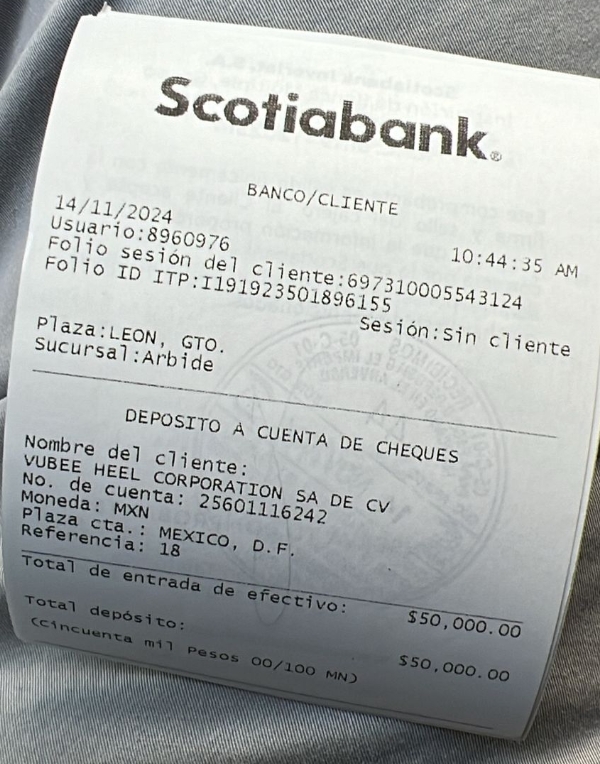 Scotiabank®
BANCO/CLIENTE
14/11/2024 10:44:35 AM
Usuario:8960976
Folio sesión del cliente:697310005543124
Folio ID ITP:I191923501896155
Sesión:Sin cliente
Plaza:LEON, GTO.
Sucursal:Arbide
DEPOSITO A CUENTA DE CHEQUES
Nombre del cliente:
VUBEE HEEL CORPORATION SA DE CV
No. de cuenta: 25601116242
Moneda: MXN
Plaza cta.: MEXICO, D.F.
Referencia: 18
Total de entrada de efectivo: $50,000.00
Total depósito: $50,000.00
(Cincuenta mil Pesos 00/100 MN)